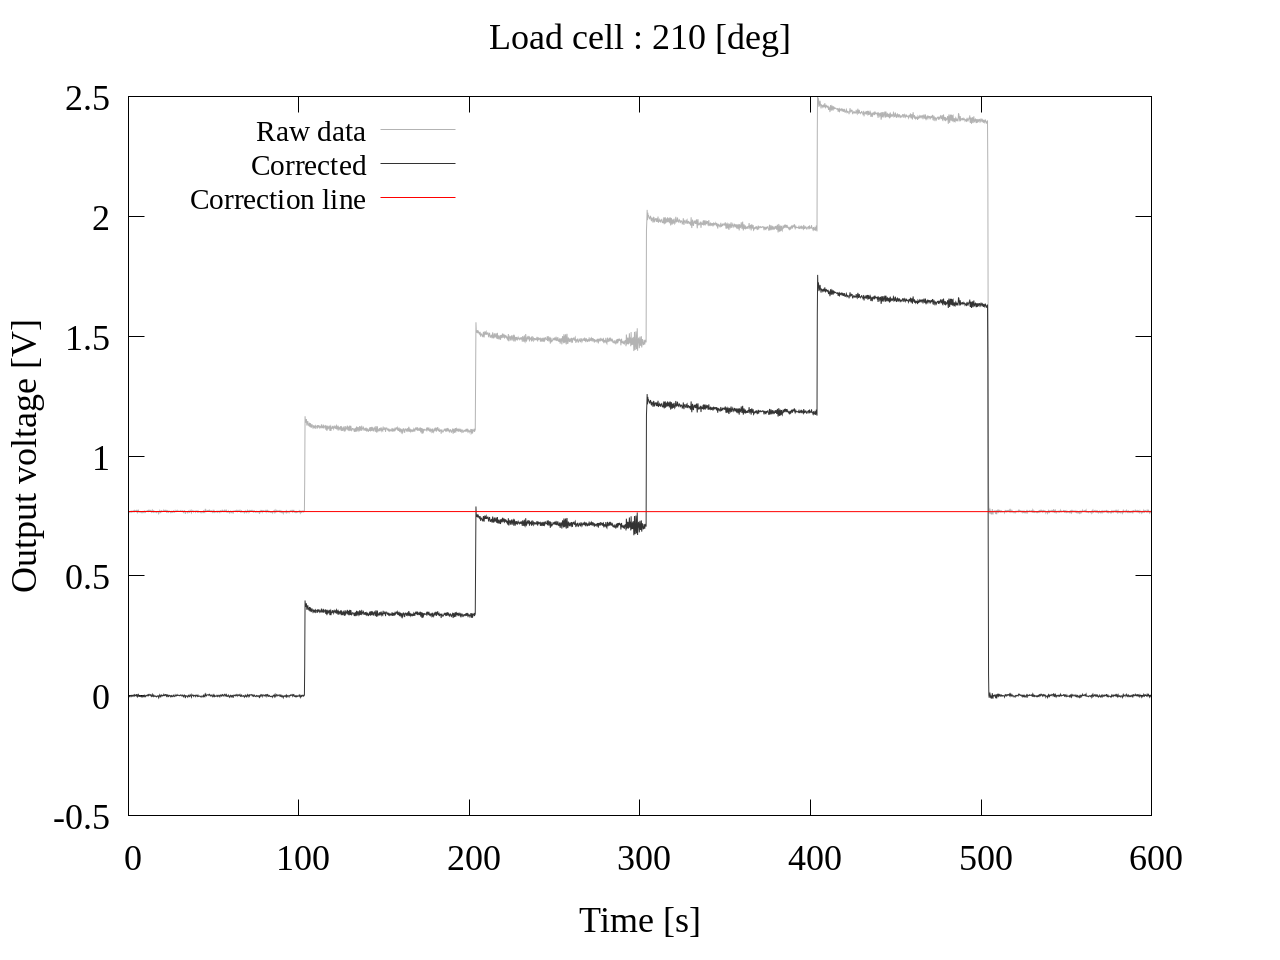 Load cell : 210 [deg]
2.5
2
1.5
1
0.5
0
-0.5
Output voltage [V]
Raw data
Corrected
Correction line
0 100 200 300 400 500 600
Time [s]